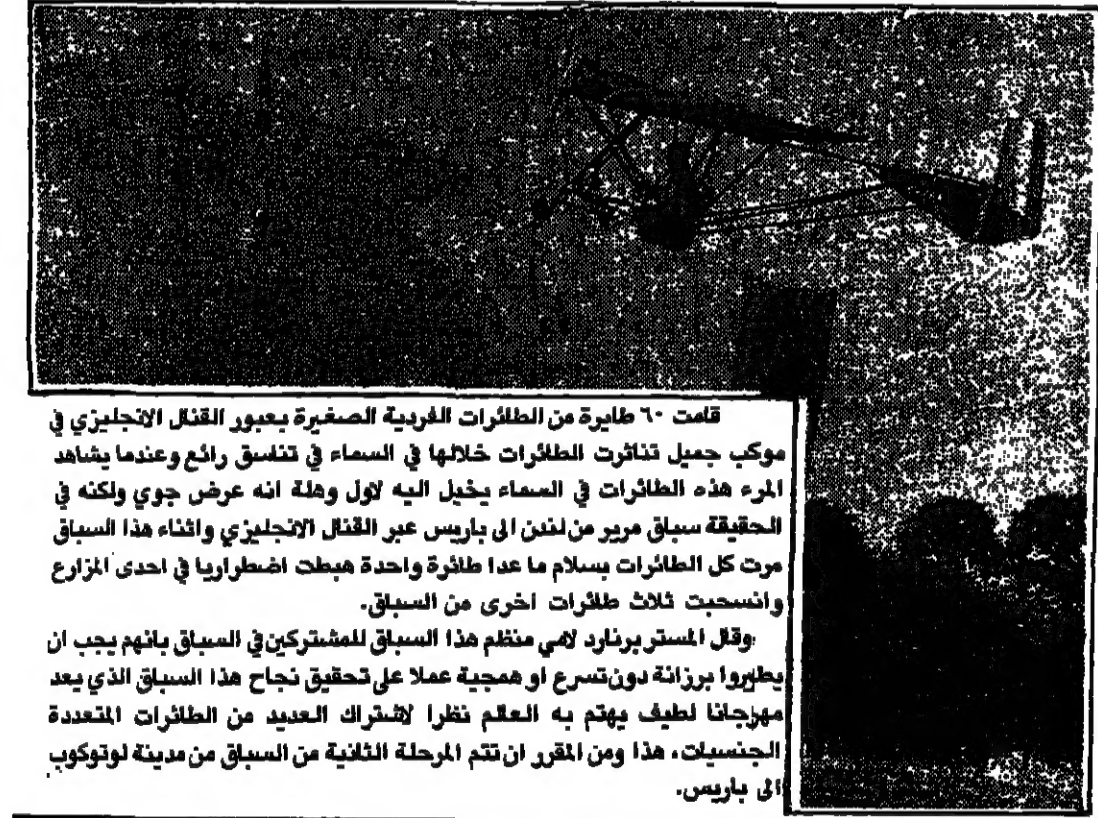 قامت ٦٠ طايرة من الطائرات الفردية الصغيرة بعبور القنال الانجليزي في
موكب جميل تناثرت الطائرات خلالها في السماء في تناسق رائع وعندما يشاهد
المرء هذه الطائرات في السماء يخيل اليه لاول وهلة انه عرض جوي ولكنه في
الحقيقة سباق مرير من لندن الى باريس عبر القنال الانجليزي واثناء هذا السباق
مرت كل الطائرات بسلام ما عدا طائرة واحدة هبطت اضطراريا في احدى المزارع
وانسحبت ثلاث طائرات اخرى من السباق.
وقال المستر برنارد لامي منظم هذا السباق للمشتركين في السباق بانهم يجب ان
يطيروا برزانة دون تسرع او همجية عملا على تحقيق نجاح هذا السباق الذي يعد
مهرجانا لطيف يهتم به العالم نظرا لاشتراك العديد من الطائرات المتعددة
الجنسيات، هذا ومن المقرر ان تتم المرحلة الثانية من السباق من مدينة لوتوكوب
الى باريس.